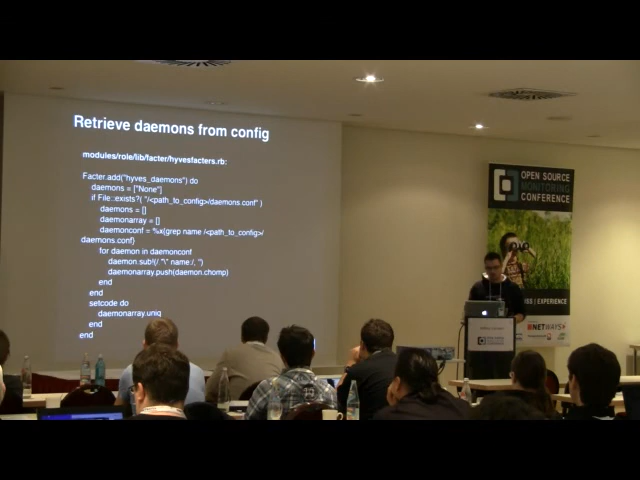 Retrieve daemons from config
modules/role/lib/facter/hyvesfacters.rb:
Facter.add("hyves_daemons") do
daemons = ["None"]
if File::exists?( "/<path_to_config>/daemons.conf" )
daemons = []
daemonarray = []
daemonconf = %x{grep name /<path_to_config>/
daemons.conf}
for daemon in daemonconf
daemon.sub!(/ *\* name:/, '')
daemonarray.push(daemon.chomp)
end
end
setcode do
daemonarray.uniq
end
end
OPEN SOURCE
MONITORING
CONFERENCE
| EXPERIENCE
NETWAYS